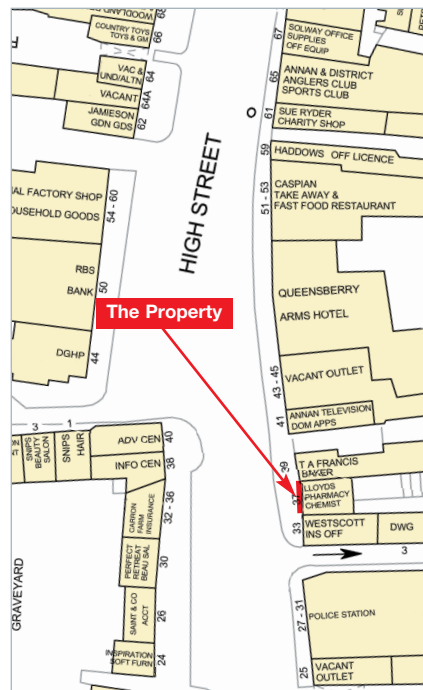 68
WOODLAND
COUNTRY TOYS
TOYS & GM
66
VAC &
UND/ALTN
64
VACANT
64A
JAMIESON
GDN GDS
62
IAL FACTORY SHOP
OUSEHOLD GOODS
54 - 60
RBS
BANK
50
DGHP
44
HIGH STREET
67
SOLWAY OFFICE
SUPPLIES
OFF EQUIP
65
ANNAN & DISTRICT
ANGLERS CLUB
SPORTS CLUB
61
SUE RYDER
CHARITY SHOP
59
HADDOWS OFF LICENCE
51 - 53
CASPIAN
TAKE AWAY &
FAST FOOD RESTAURANT
QUEENSBERRY
ARMS HOTEL
The Property
43 - 45
VACANT OUTLET
41
ANNAN TELEVISION
DOM APPS
39
T A FRANCIS
BAKER
37
LLOYDS
PHARMACY
CHEMIST
33
WESTSCOTT
INS OFF
DWG
3
27 - 31
POLICE STATION
25
VACANT
OUTLET
3
1
SNIPS
BEAUTY
SALON
SNIPS
HAIR
ADV CEN
40
INFO CEN
38
CARRON
FARM
INSURANCE
32 - 36
PERFECT
RETREAT
BEAU SAL
30
SAINT & CO
ACCT
26
INSPIRATION
SOFT FURN
24
GRAVEYARD